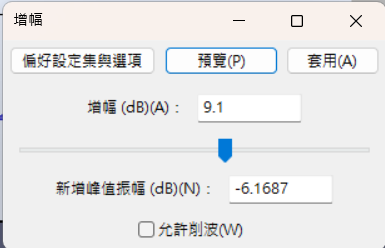 增幅
偏好設定集與選項 預覽(P) 套用(A)
增幅 (dB)(A)： 9.1
新增峰值振幅 (dB)(N)： -6.1687
允許削波(W)